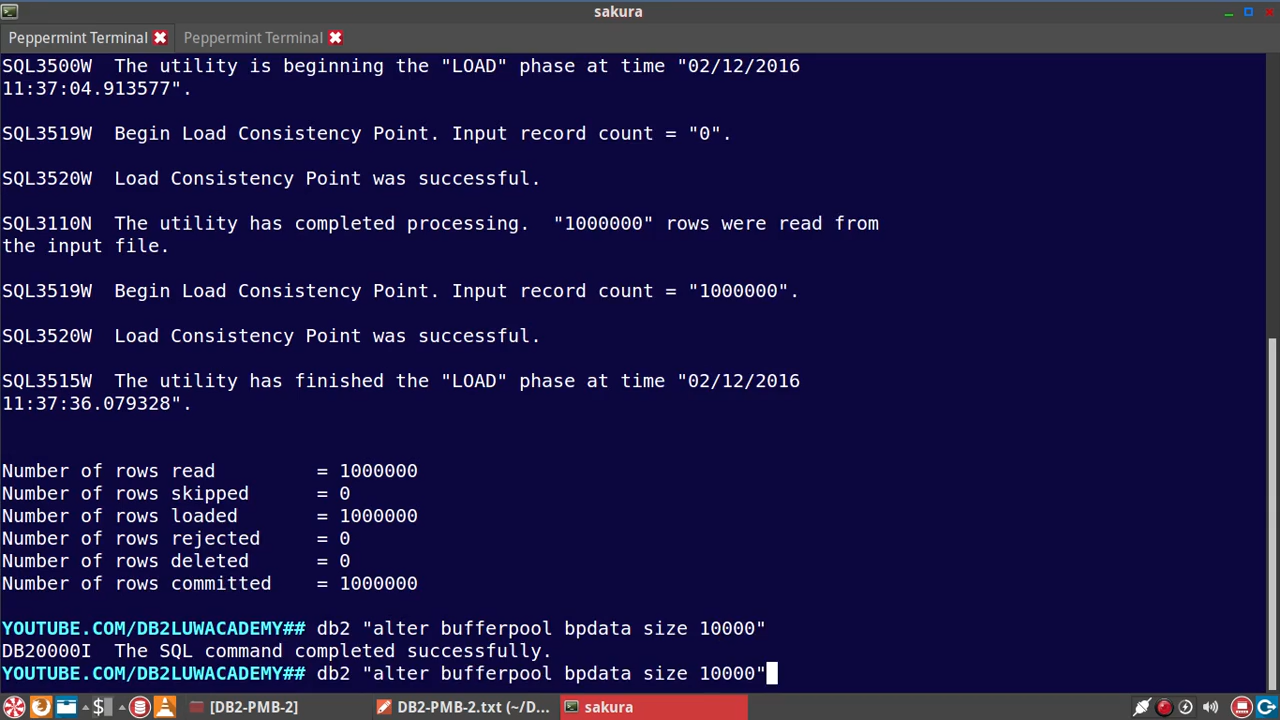 sakura
Peppermint Terminal
Peppermint Terminal
SQL3500W  The utility is beginning the "LOAD" phase at time "02/12/2016
11:37:04.913577".
SQL3519W  Begin Load Consistency Point. Input record count = "0".
SQL3520W  Load Consistency Point was successful.
SQL3110N  The utility has completed processing.  "1000000" rows were read from
the input file.
SQL3519W  Begin Load Consistency Point. Input record count = "1000000".
SQL3520W  Load Consistency Point was successful.
SQL3515W  The utility has finished the "LOAD" phase at time "02/12/2016
11:37:36.079328".
Number of rows read         = 1000000
Number of rows skipped      = 0
Number of rows loaded       = 1000000
Number of rows rejected     = 0
Number of rows deleted      = 0
Number of rows committed    = 1000000
YOUTUBE.COM/DB2LUWACADEMY## db2 "alter bufferpool bpdata size 10000"
DB20000I  The SQL command completed successfully.
YOUTUBE.COM/DB2LUWACADEMY## db2 "alter bufferpool bpdata size 10000"
[DB2-PMB-2]
DB2-PMB-2.txt (~/D...
sakura